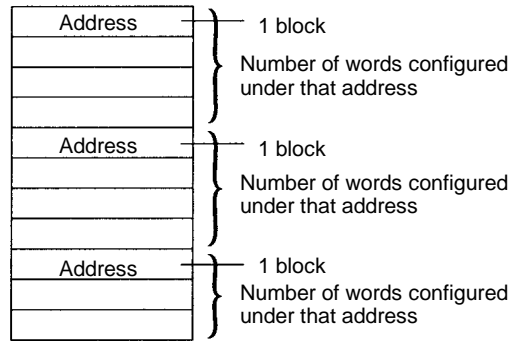 Address
1 block
Number of words configured
under that address
Address
1 block
Number of words configured
under that address
Address
1 block
Number of words configured
under that address